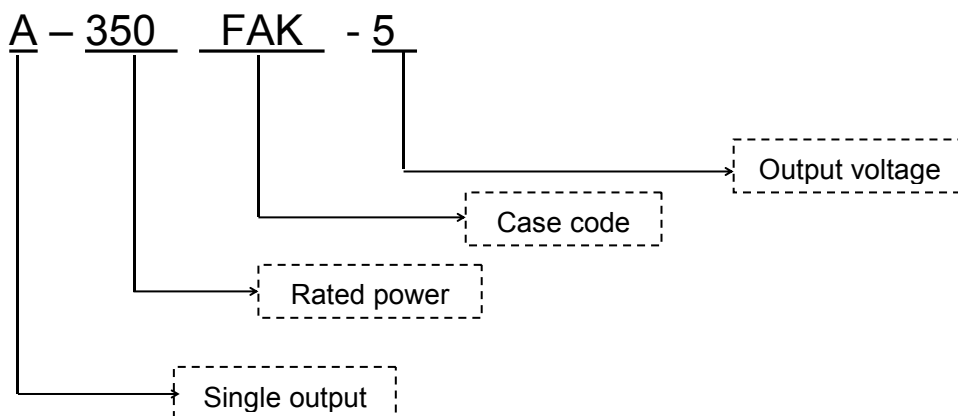 A – 350 FAK - 5
Output voltage
Case code
Rated power
Single output